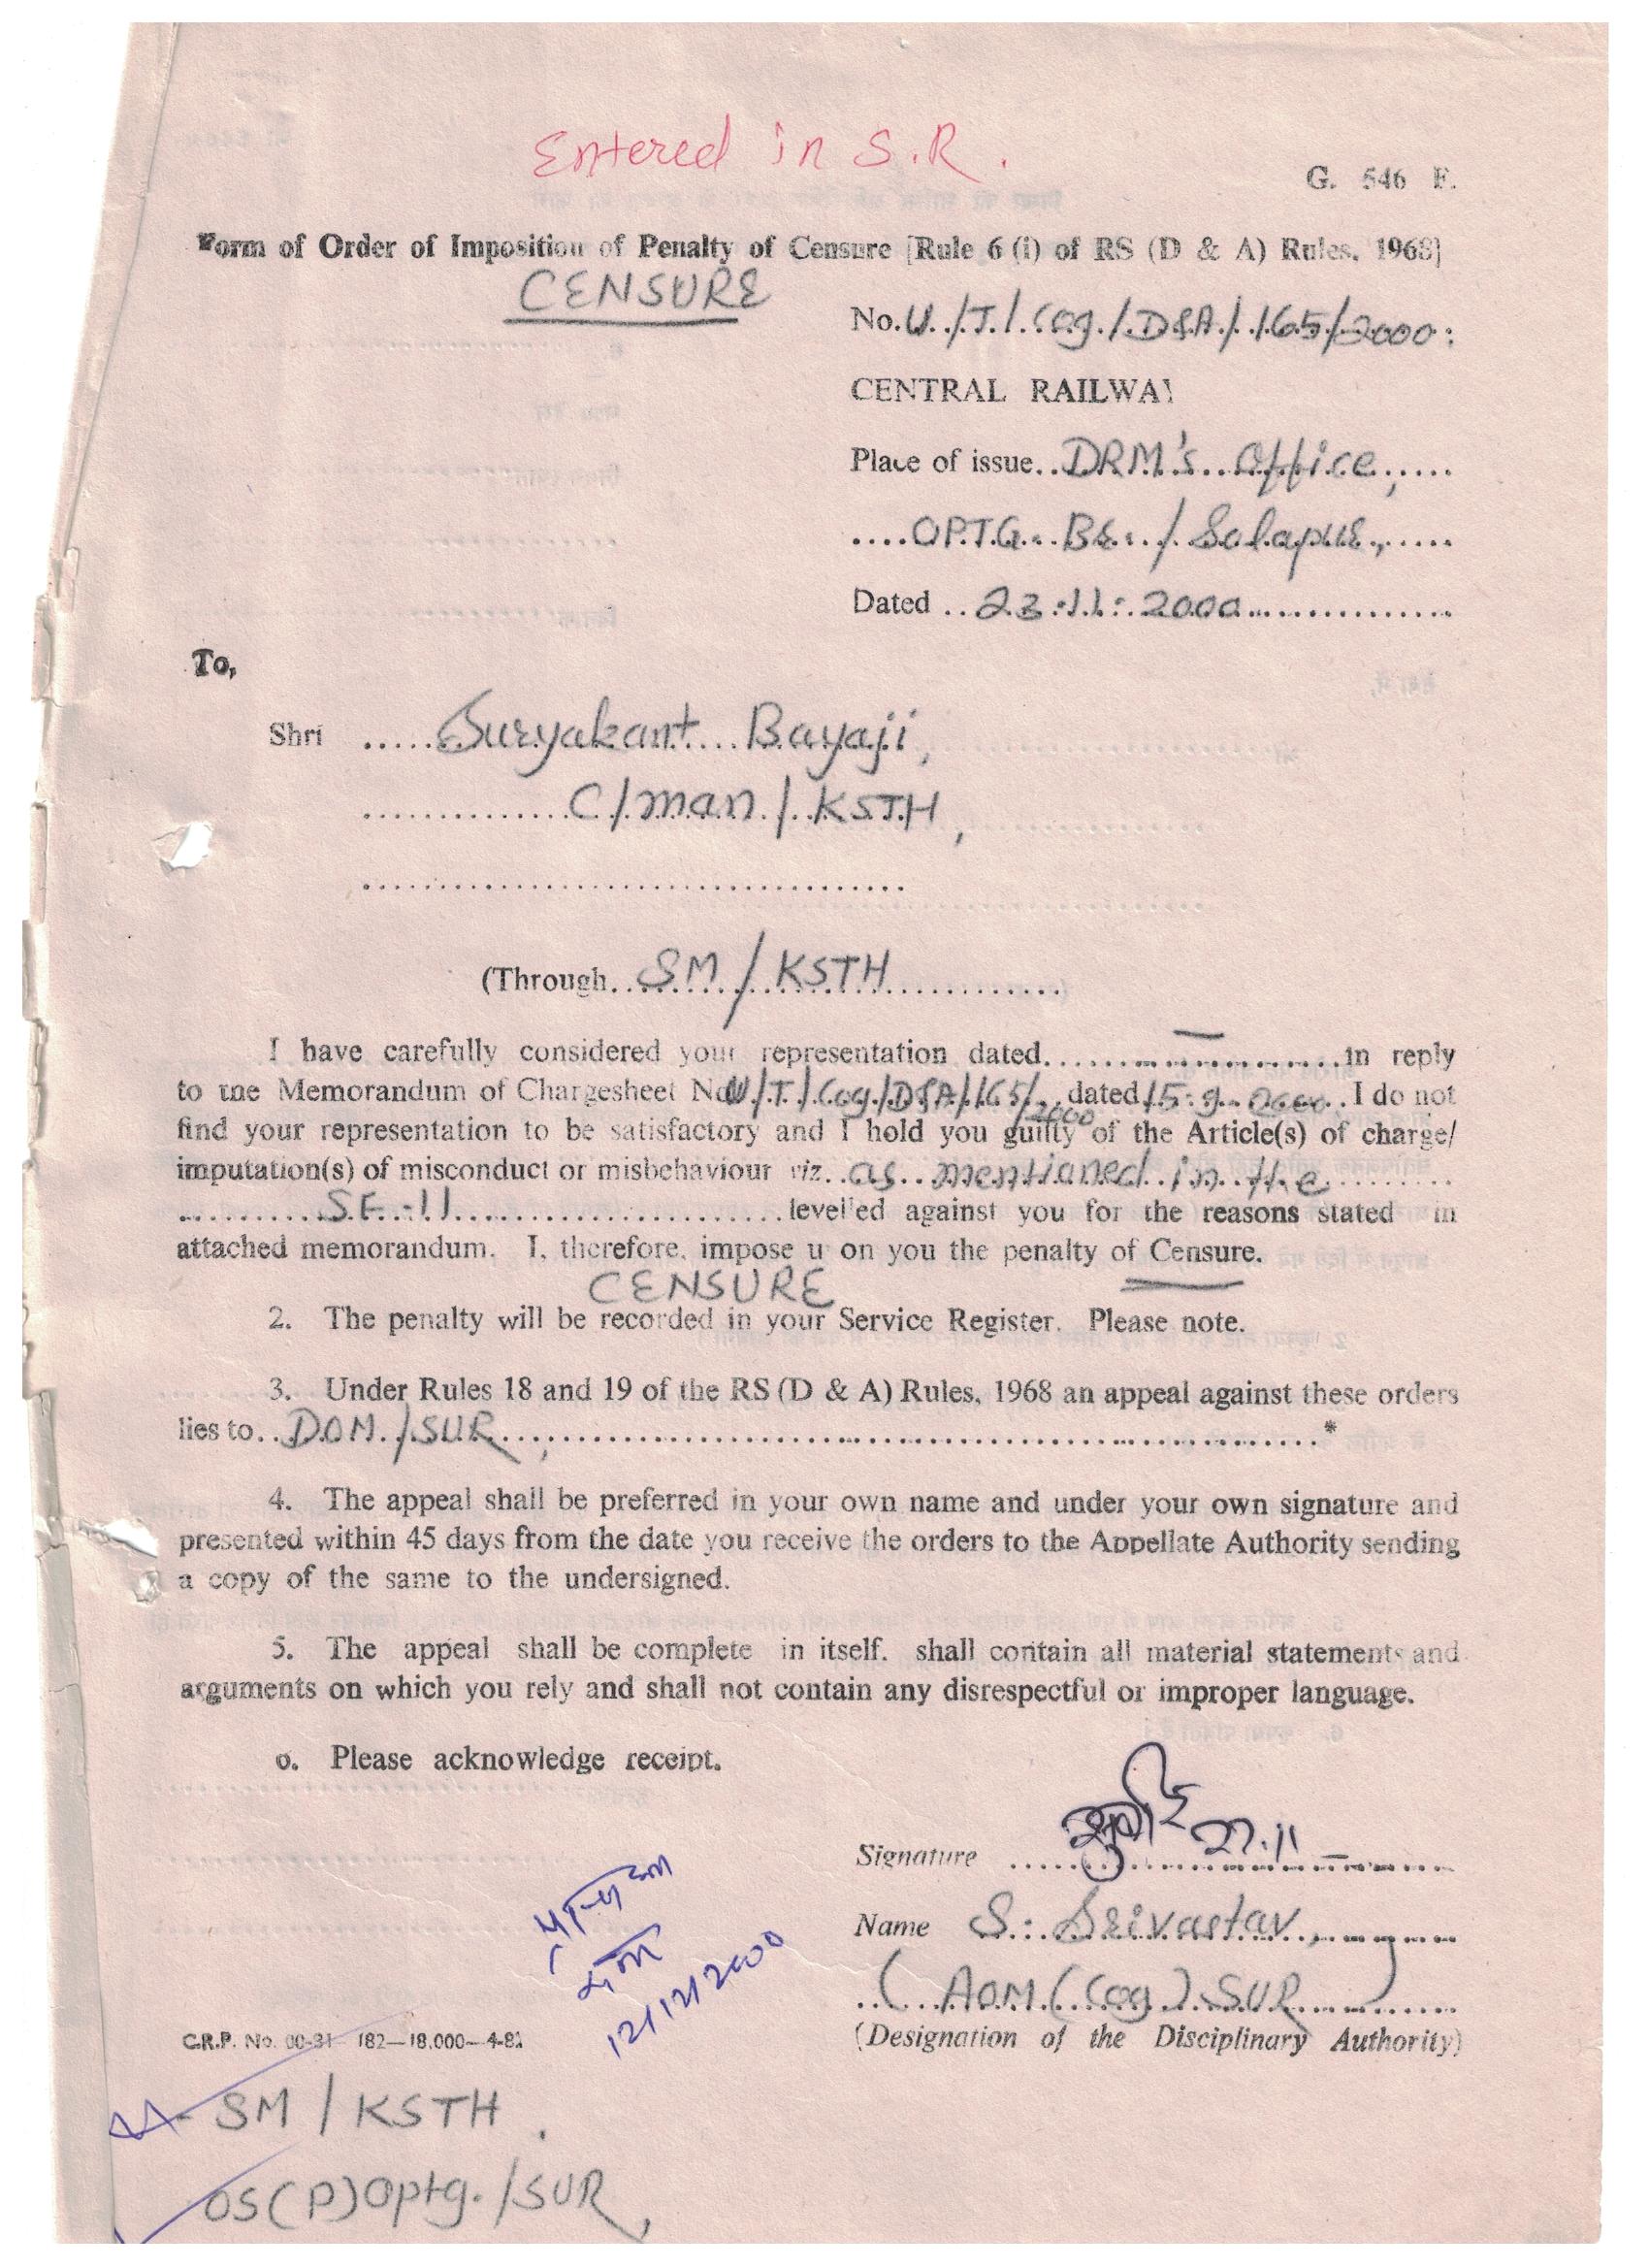 Entered in S.R.
G. 546 F.
Form of Order of Imposition of Penalty of Censure [Rule 6 (i) of RS (D & A) Rules, 1968]
CENSURE
No. U/T/Cog/D&A/165/2000:
CENTRAL RAILWAY
Place of issue..DRM's Office,
OPTG. Br./Solapur,
Dated ..23.11.2000
To,
Shri Suryakant Bayaji,
C/man/KSTH,
(Through..SM/KSTH
I have carefully considered your representation dated.... — ....in reply
to the Memorandum of Chargesheet No U/T/Cog/D&A/165/2000 dated 15.9.2000. I do not
find your representation to be satisfactory and I hold you guilty of the Article(s) of charge/
imputation(s) of misconduct or misbehaviour viz..as mentioned in the
SF-11 levelled against you for the reasons stated in
attached memorandum. I, therefore, impose u on you the penalty of Censure.
CENSURE
2. The penalty will be recorded in your Service Register. Please note.
3. Under Rules 18 and 19 of the RS (D & A) Rules, 1968 an appeal against these orders
lies to..DOM/SUR,*
4. The appeal shall be preferred in your own name and under your own signature and
presented within 45 days from the date you receive the orders to the Appellate Authority sending
a copy of the same to the undersigned.
5. The appeal shall be complete in itself. shall contain all material statements and
arguments on which you rely and shall not contain any disrespectful or improper language.
6. Please acknowledge receipt.
Signature 27.11
Name S. Srivastav,
(AOM (Cog) SUR)
(Designation of the Disciplinary Authority)
12/12/2000
C.R.P. No. 00-31 182—18,000—4-81
SM/KSTH.
OS(P)Optg./SUR,